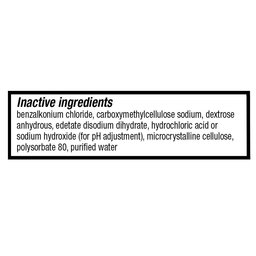 Inactive ingredients
benzalkonium chloride, carboxymethylcellulose sodium, dextrose
anhydrous, edetate disodium dihydrate, hydrochloric acid or
sodium hydroxide (for pH adjustment), microcrystalline cellulose,
polysorbate 80, purified water